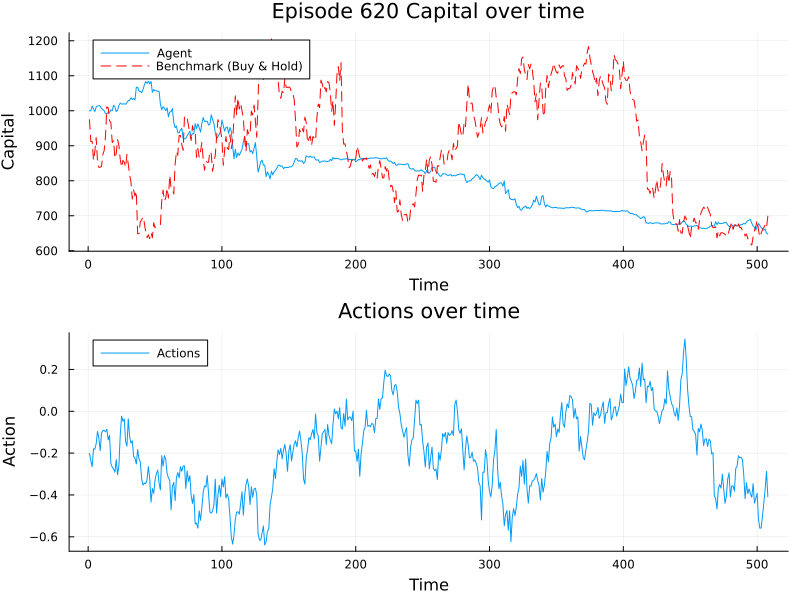 Episode 620 Capital over time
Capital
1200
1100
1000
900
800
700
600
Agent
Benchmark (Buy & Hold)
0
100
200
300
400
500
Time
Actions over time
Action
0.2
0.0
−0.2
−0.4
−0.6
Actions
0
100
200
300
400
500
Time